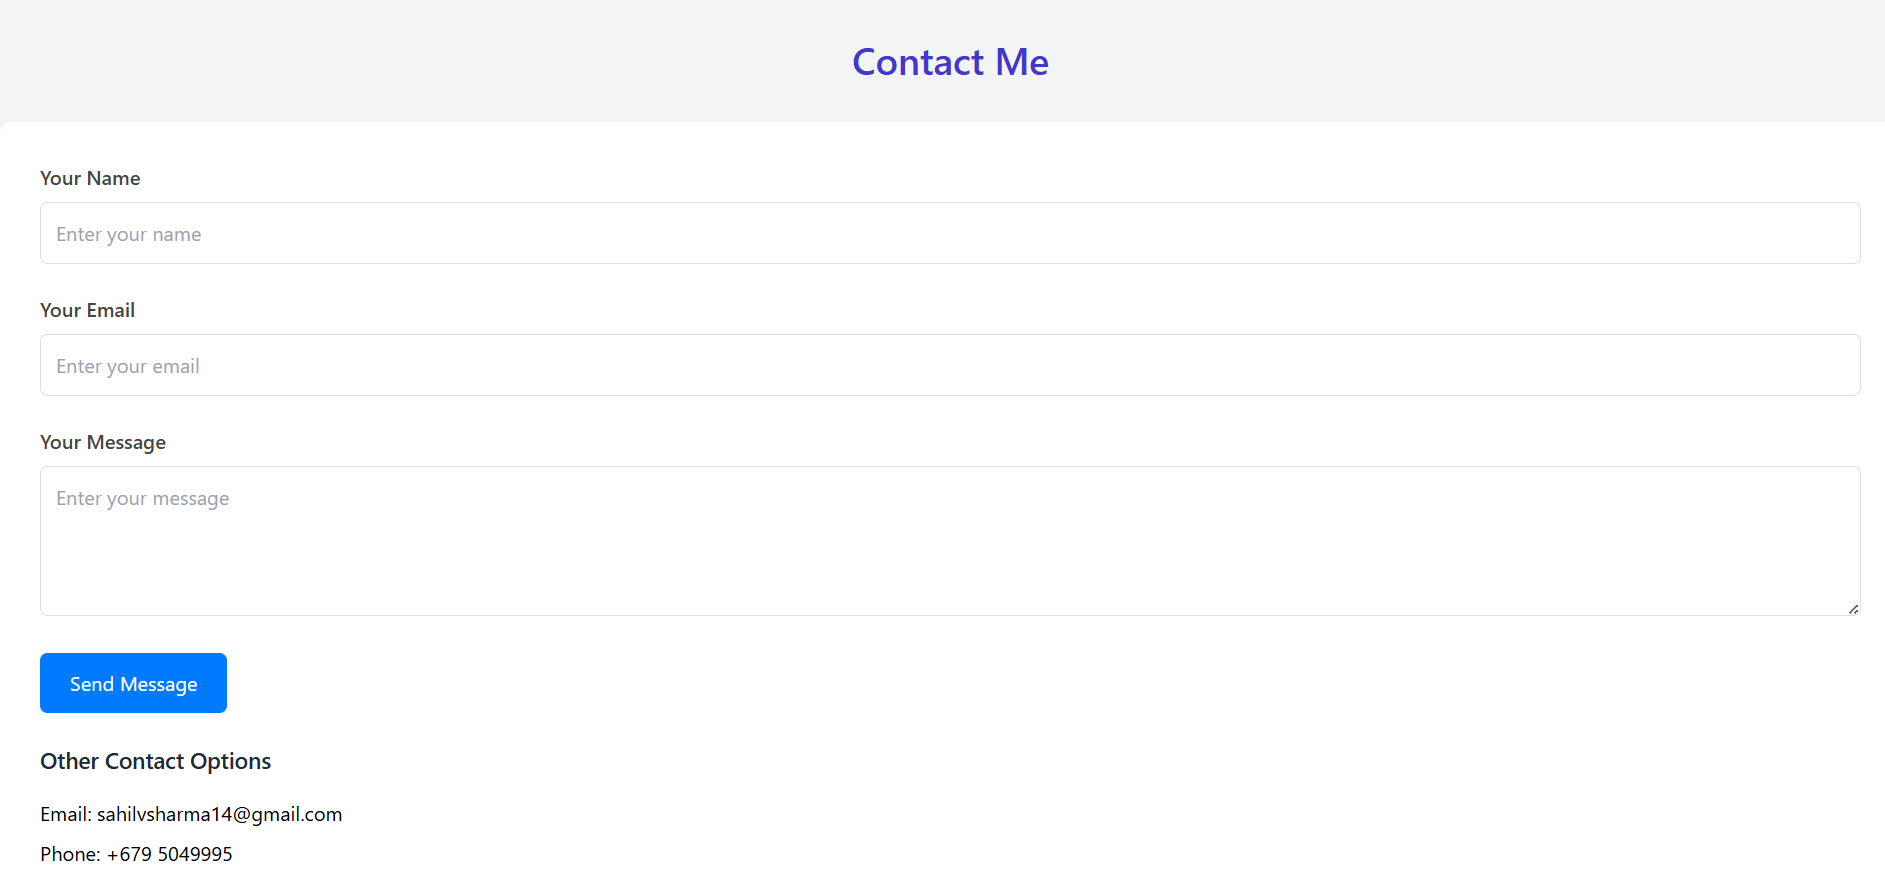 Contact Me
Your Name
Enter your name
Your Email
Enter your email
Your Message
Enter your message
Send Message
Other Contact Options
Email: sahilvsharma14@gmail.com
Phone: +679 5049995